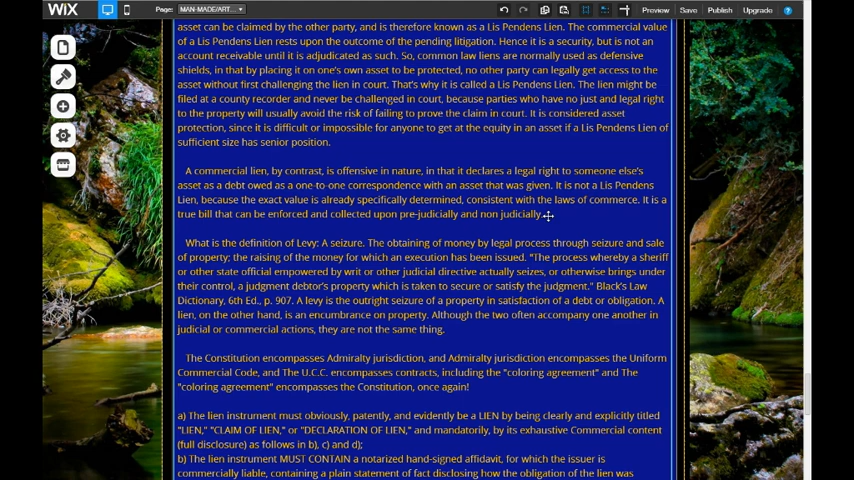 WIX
Page: MAN-MADE/ART...
Preview Save Publish Upgrade ?
asset can be claimed by the other party, and is therefore known as a Lis Pendens Lien. The commercial value
of a Lis Pendens Lien rests upon the outcome of the pending litigation. Hence it is a security, but is not an
account receivable until it is adjudicated as such. So, common law liens are normally used as defensive
shields, in that by placing it on one's own asset to be protected, no other party can legally get access to the
asset without first challenging the lien in court. That's why it is called a Lis Pendens Lien. The lien might be
filed at a county recorder and never be challenged in court, because parties who have no just and legal right
to the property will usually avoid the risk of failing to prove the claim in court. It is considered asset
protection, since it is difficult or impossible for anyone to get at the equity in an asset if a Lis Pendens Lien of
sufficient size has senior position.
A commercial lien, by contrast, is offensive in nature, in that it declares a legal right to someone else's
asset as a debt owed as a one-to-one correspondence with an asset that was given. It is not a Lis Pendens
Lien, because the exact value is already specifically determined, consistent with the laws of commerce. It is a
true bill that can be enforced and collected upon pre-judicially and non judicially.
What is the definition of Levy: A seizure. The obtaining of money by legal process through seizure and sale
of property; the raising of the money for which an execution has been issued. "The process whereby a sheriff
or other state official empowered by writ or other judicial directive actually seizes, or otherwise brings under
their control, a judgment debtor's property which is taken to secure or satisfy the judgment." Black's Law
Dictionary, 6th Ed., p. 907. A levy is the outright seizure of a property in satisfaction of a debt or obligation. A
lien, on the other hand, is an encumbrance on property. Although the two often accompany one another in
judicial or commercial actions, they are not the same thing.
The Constitution encompasses Admiralty jurisdiction, and Admiralty jurisdiction encompasses the Uniform
Commercial Code, and The U.C.C. encompasses contracts, including the "coloring agreement" and The
"coloring agreement" encompasses the Constitution, once again!
a) The lien instrument must obviously, patently, and evidently be a LIEN by being clearly and explicitly titled
"LIEN," "CLAIM OF LIEN," or "DECLARATION OF LIEN," and mandatorily, by its exhaustive Commercial content
(full disclosure) as follows in b), c) and d);
b) The lien instrument MUST CONTAIN a notarized hand-signed affidavit, for which the issuer is
commercially liable, containing a plain statement of fact disclosing how the obligation of the lien was